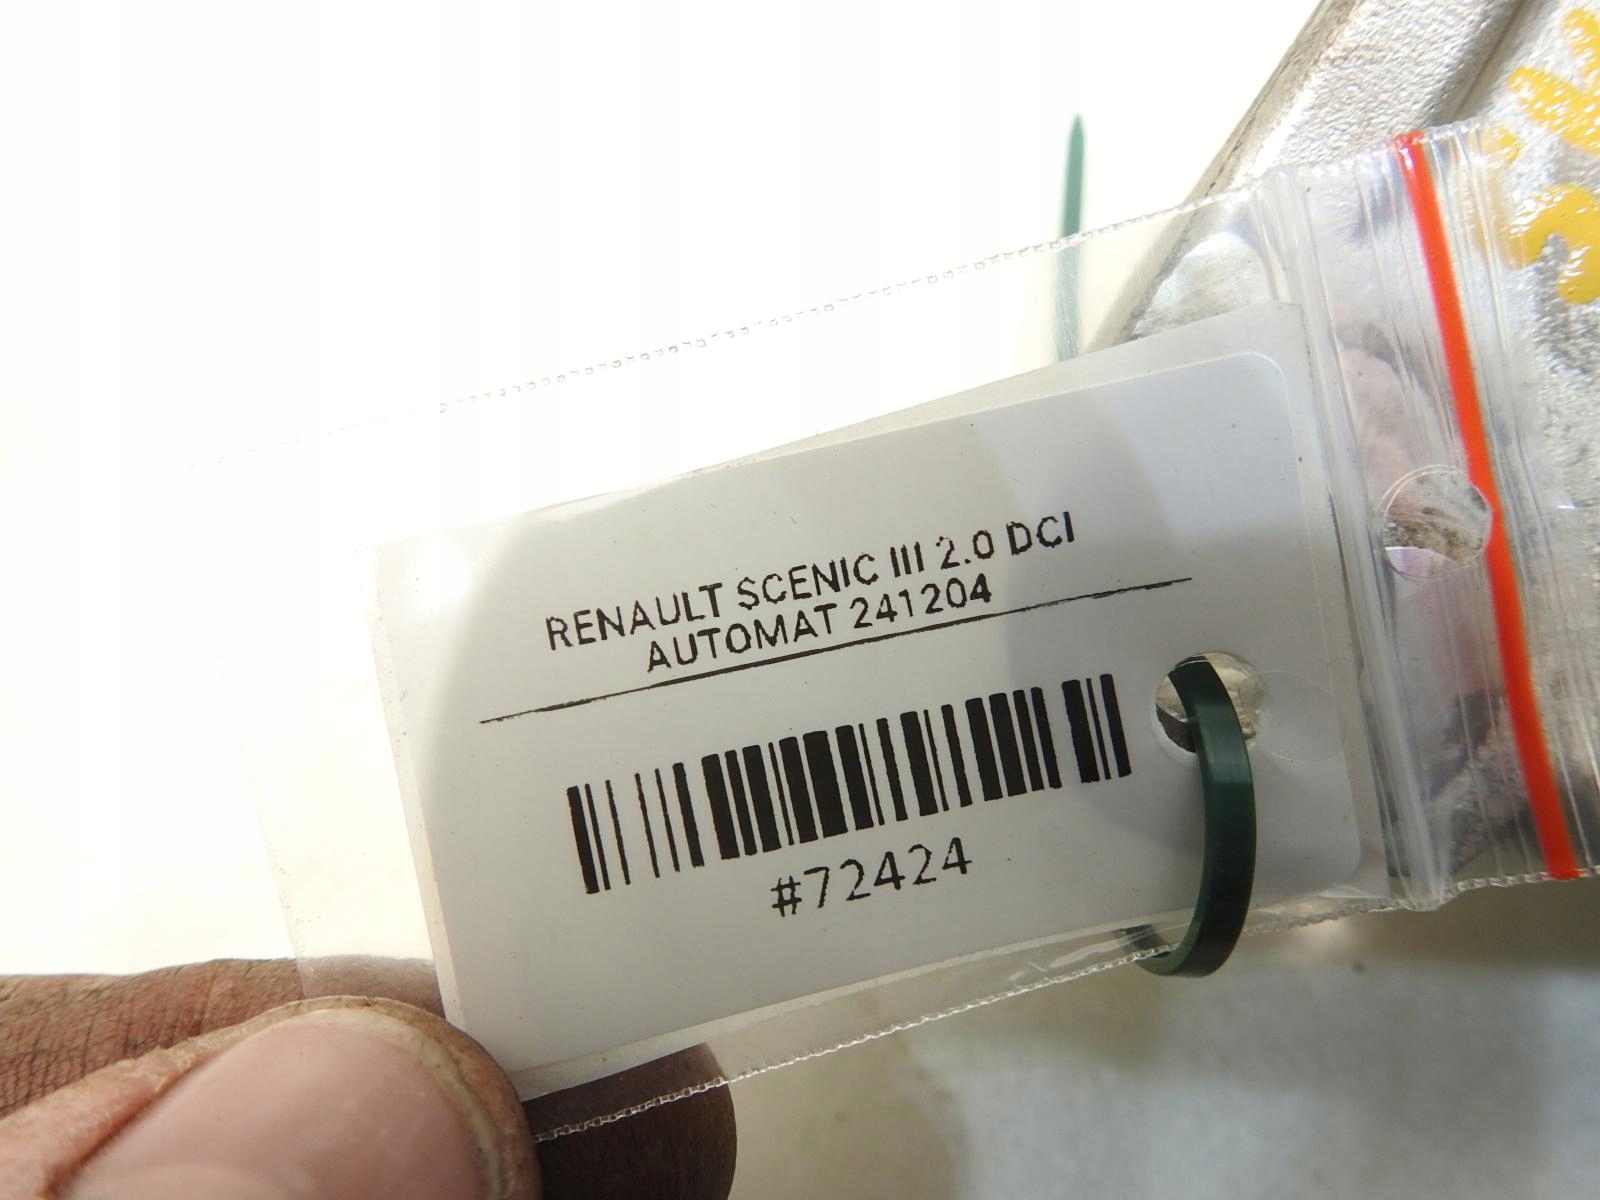 RENAULT SCENIC III 2.0 DCI
AUTOMAT 241204
#72424